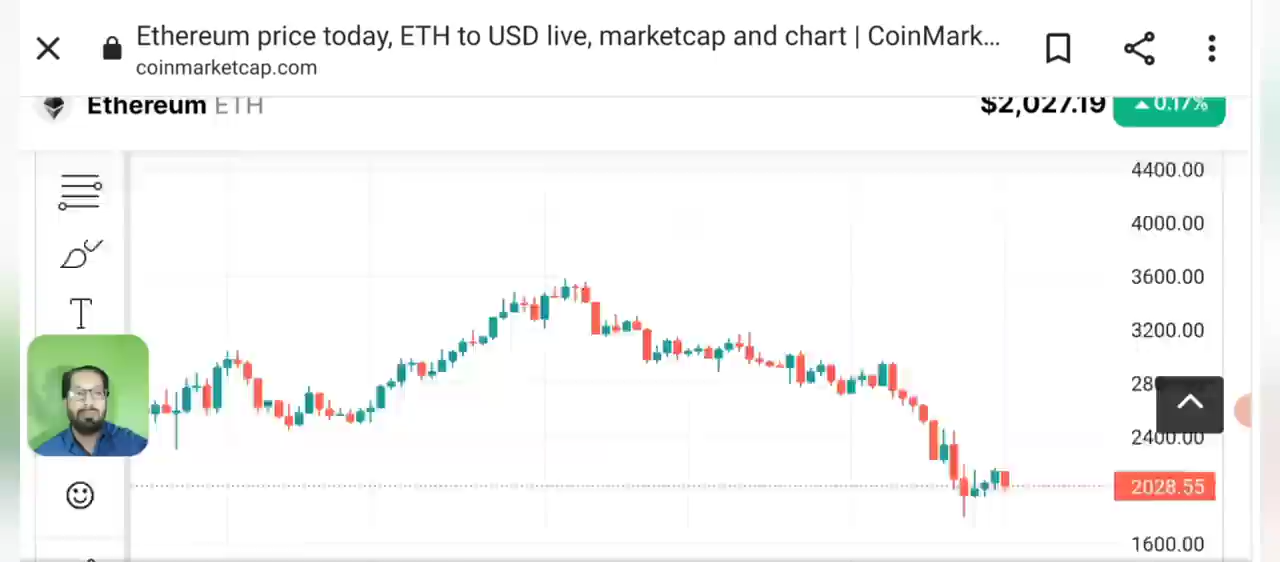 Ethereum price today, ETH to USD live, marketcap and chart | CoinMark...
coinmarketcap.com
Ethereum ETH
$2,027.19
0.17%
4400.00
4000.00
3600.00
T
3200.00
2400.00
2028.55
1600.00